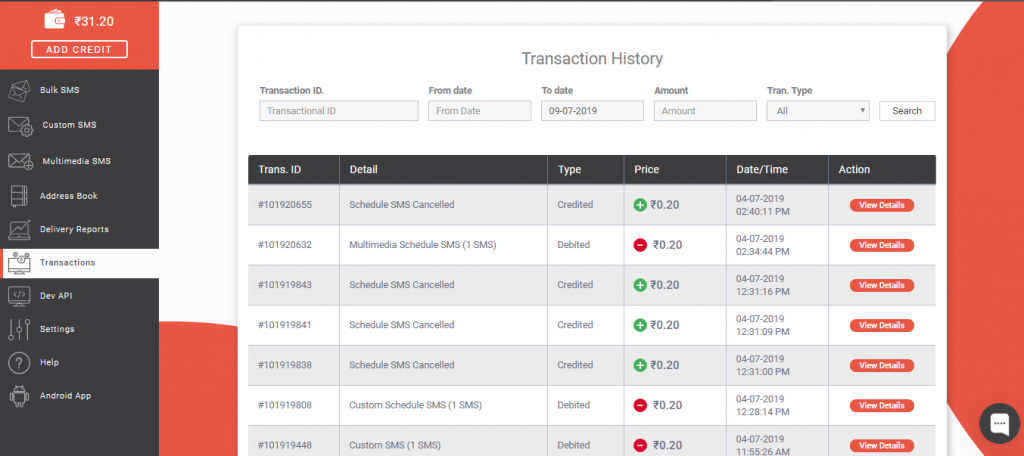 ₹31.20
ADD CREDIT
Bulk SMS
Custom SMS
Multimedia SMS
Address Book
Delivery Reports
Transactions
Dev API
Settings
Help
Android App
Transaction History
Transaction ID. From date To date Amount Tran. Type
Transactional ID From Date 09-07-2019 Amount All Search
Trans. ID Detail Type Price Date/Time Action
#101920655 Schedule SMS Cancelled Credited ₹0.20 04-07-2019
02:40:11 PM View Details
#101920632 Multimedia Schedule SMS (1 SMS) Debited ₹0.20 04-07-2019
02:34:44 PM View Details
#101919843 Schedule SMS Cancelled Credited ₹0.20 04-07-2019
12:31:16 PM View Details
#101919841 Schedule SMS Cancelled Credited ₹0.20 04-07-2019
12:31:09 PM View Details
#101919838 Schedule SMS Cancelled Credited ₹0.20 04-07-2019
12:31:00 PM View Details
#101919808 Custom Schedule SMS (1 SMS) Debited ₹0.20 04-07-2019
12:28:14 PM View Details
#101919448 Custom SMS (1 SMS) Debited ₹0.20 04-07-2019
11:55:26 AM View Details